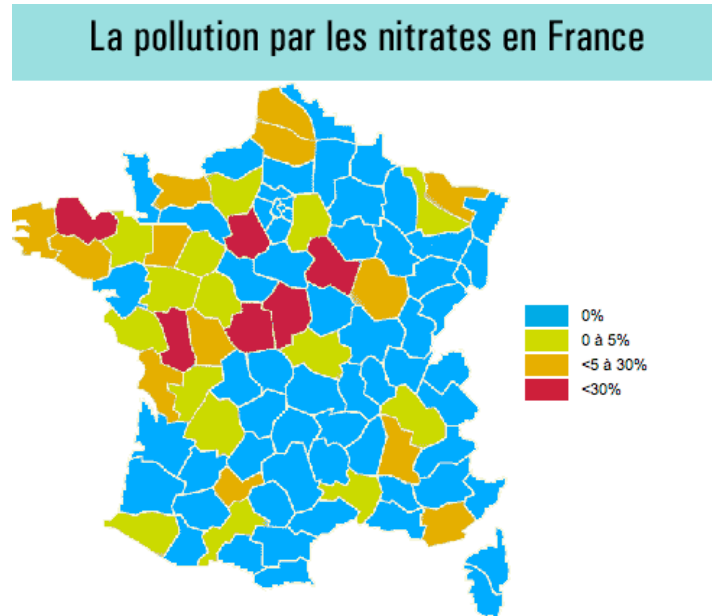 La pollution par les nitrates en France
0%
0 à 5%
<5 à 30%
<30%